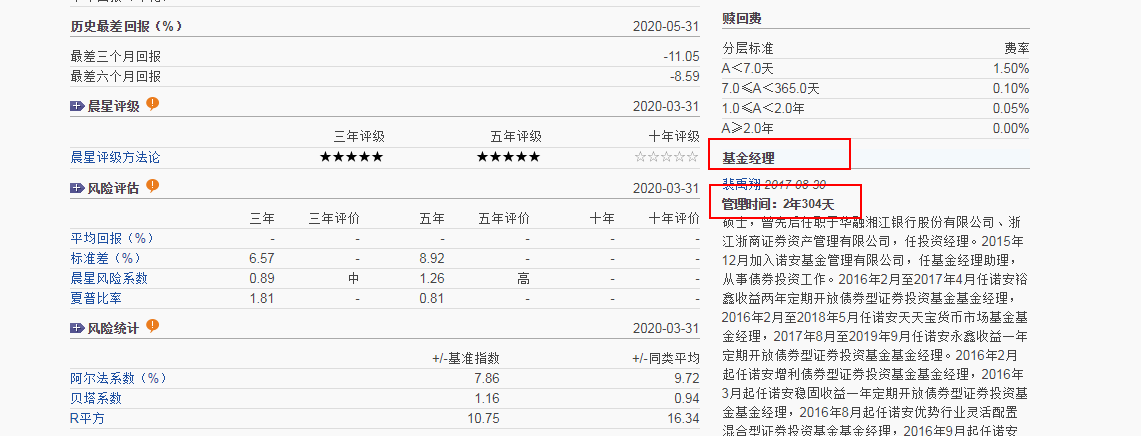 历史最差回报（%） 2020-05-31
最差三个月回报 -11.05
最差六个月回报 -8.59
晨星评级 2020-03-31
三年评级 五年评级 十年评级
晨星评级方法论 ★★★★★ ★★★★★ ☆☆☆☆☆
风险评估 2020-03-31
三年 三年评价 五年 五年评价 十年 十年评价
平均回报（%） - - - - - -
标准差（%） 6.57 - 8.92 - - -
晨星风险系数 0.89 中 1.26 高 - -
夏普比率 1.81 - 0.81 - - -
风险统计 2020-03-31
+/-基准指数 +/-同类平均
阿尔法系数（%） 7.86 9.72
贝塔系数 1.16 0.94
R平方 10.75 16.34
赎回费
分层标准 费率
A＜7.0天 1.50%
7.0≤A＜365.0天 0.10%
1.0≤A＜2.0年 0.05%
A≥2.0年 0.00%
基金经理
裴禹翔 2017-08-30
管理时间：2年304天
硕士，曾先后任职于华融湘江银行股份有限公司、浙
江浙商证券资产管理有限公司，任投资经理。2015年
12月加入诺安基金管理有限公司，任基金经理助理，
从事债券投资工作。2016年2月至2017年4月任诺安裕
鑫收益两年定期开放债券型证券投资基金基金经理，
2016年2月至2018年5月任诺安天天宝货币市场基金基
金经理，2017年8月至2019年9月任诺安永鑫收益一年
定期开放债券型证券投资基金基金经理。2016年2月
起任诺安增利债券型证券投资基金基金经理，2016年
3月起任诺安稳固收益一年定期开放债券型证券投资
基金基金经理，2016年8月起任诺安优势行业灵活配置
混合型证券投资基金基金经理，2016年9月起任诺安